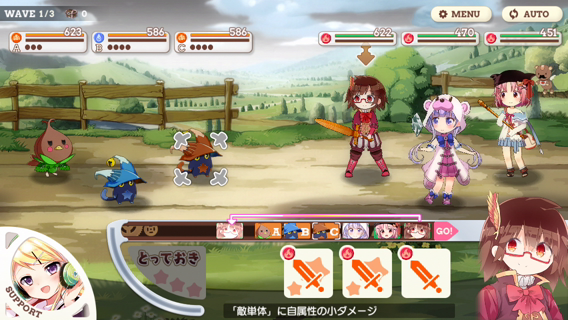 WAVE 1/3
0
MENU
AUTO
623
586
586
622
470
451
A
B
C
A B C
GO!
とっておき
SUPPORT
「敵単体」に自属性の小ダメージ